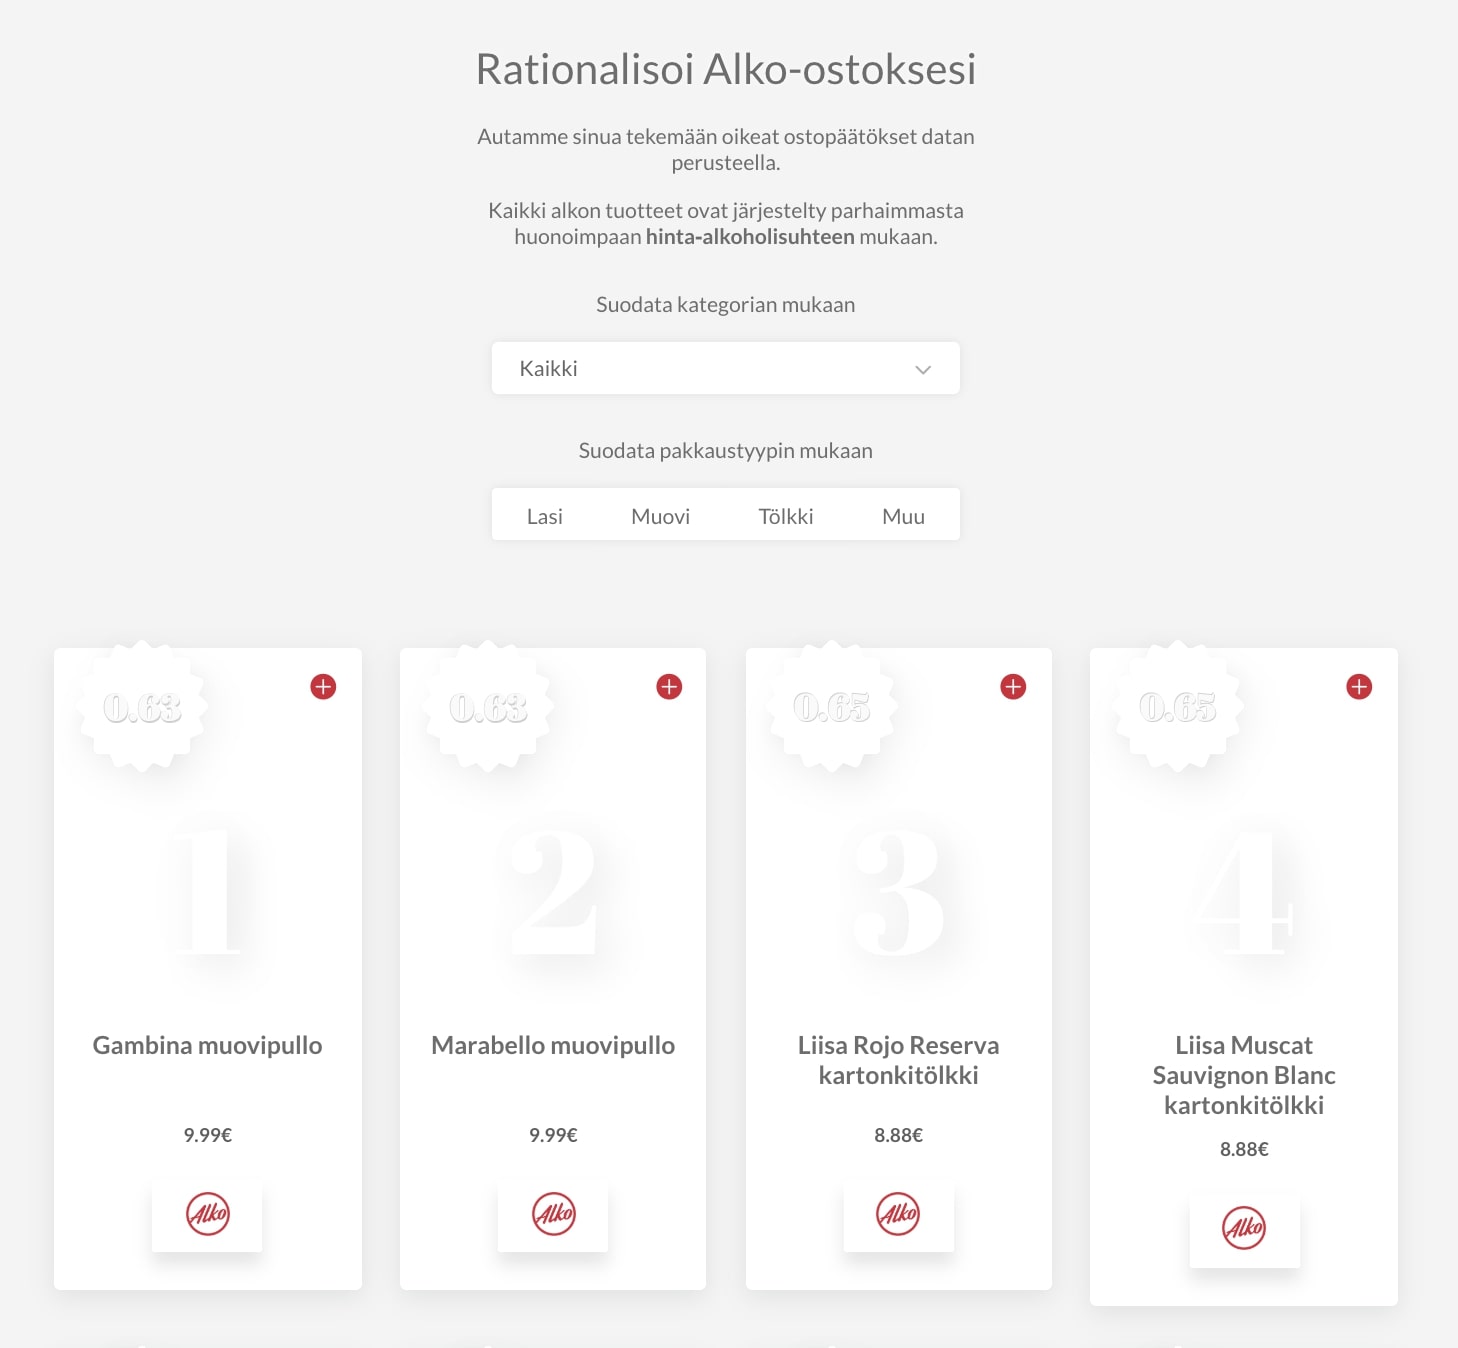 Rationalisoi Alko-ostoksesi
Autamme sinua tekemään oikeat ostopäätökset datan
perusteella.
Kaikki alkon tuotteet ovat järjestelty parhaimmasta
huonoimpaan hinta-alkoholisuhteen mukaan.
Suodata kategorian mukaan
Kaikki
Suodata pakkaustyypin mukaan
Lasi Muovi Tölkki Muu
0.63
1
Gambina muovipullo
9.99€
Alko
0.63
2
Marabello muovipullo
9.99€
Alko
0.65
3
Liisa Rojo Reserva
kartonkitölkki
8.88€
Alko
0.65
4
Liisa Muscat
Sauvignon Blanc
kartonkitölkki
8.88€
Alko